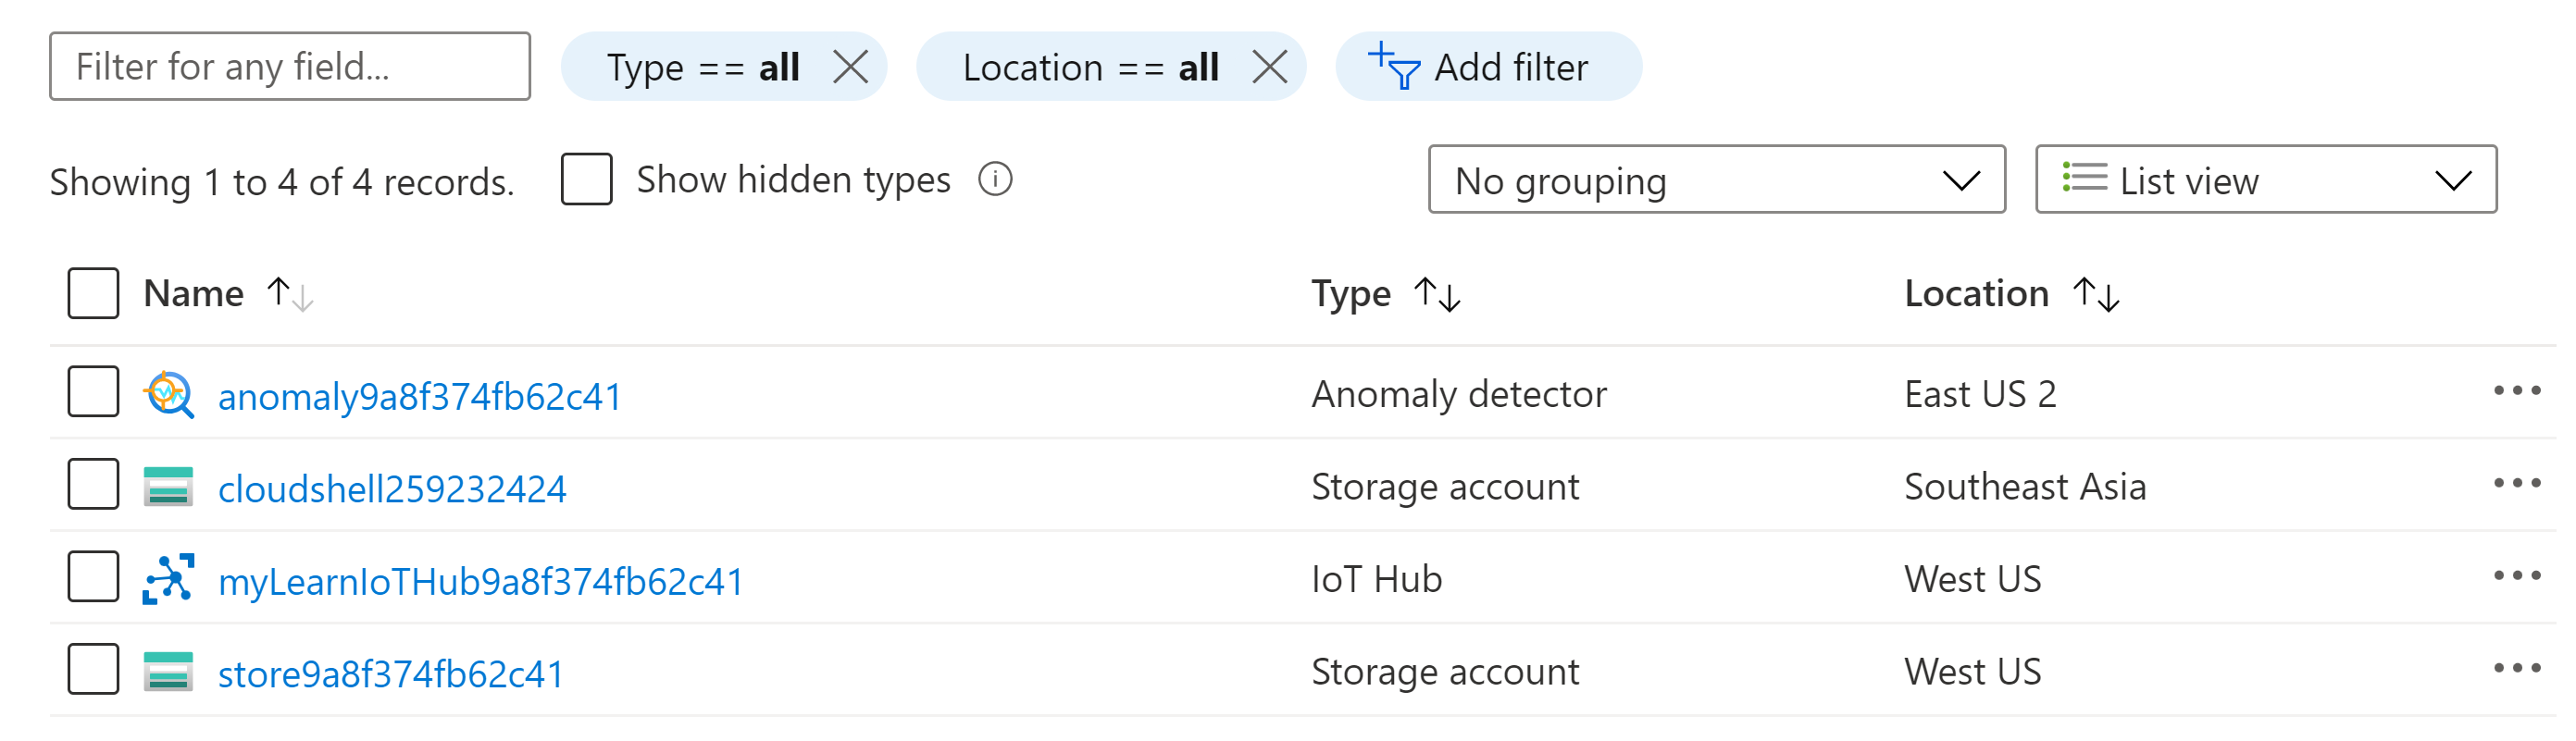 Filter for any field... Type == all Location == all Add filter
Showing 1 to 4 of 4 records. Show hidden types No grouping List view
Name Type Location
anomaly9a8f374fb62c41 Anomaly detector East US 2
cloudshell259232424 Storage account Southeast Asia
myLearnIoTHub9a8f374fb62c41 IoT Hub West US
store9a8f374fb62c41 Storage account West US